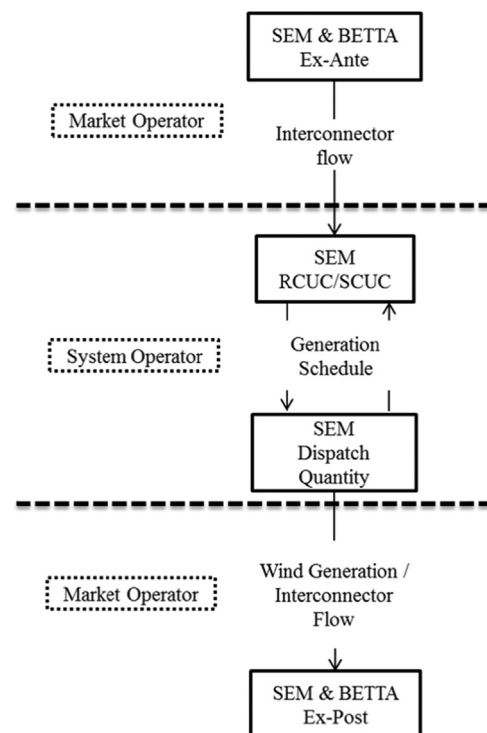 SEM & BETTA
Ex-Ante
Market Operator
Interconnector
flow
SEM
RCUC/SCUC
System Operator
Generation
Schedule
SEM
Dispatch
Quantity
Market Operator
Wind Generation /
Interconnector
Flow
SEM & BETTA
Ex-Post